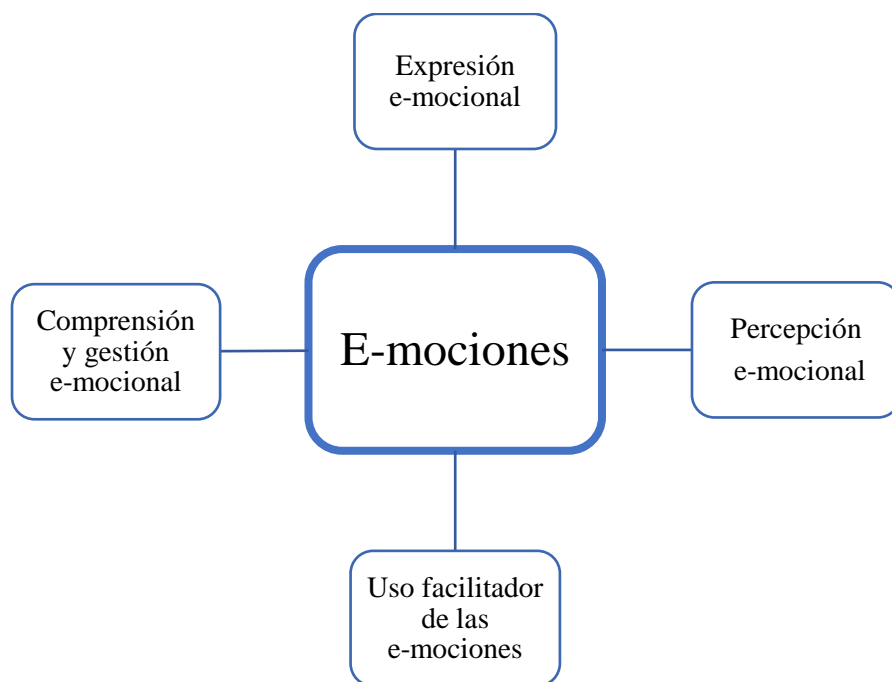 Expresión
e-mocional
Comprensión
y gestión
e-mocional
E-mociones
Percepción
e-mocional
Uso facilitador
de las
e-mociones